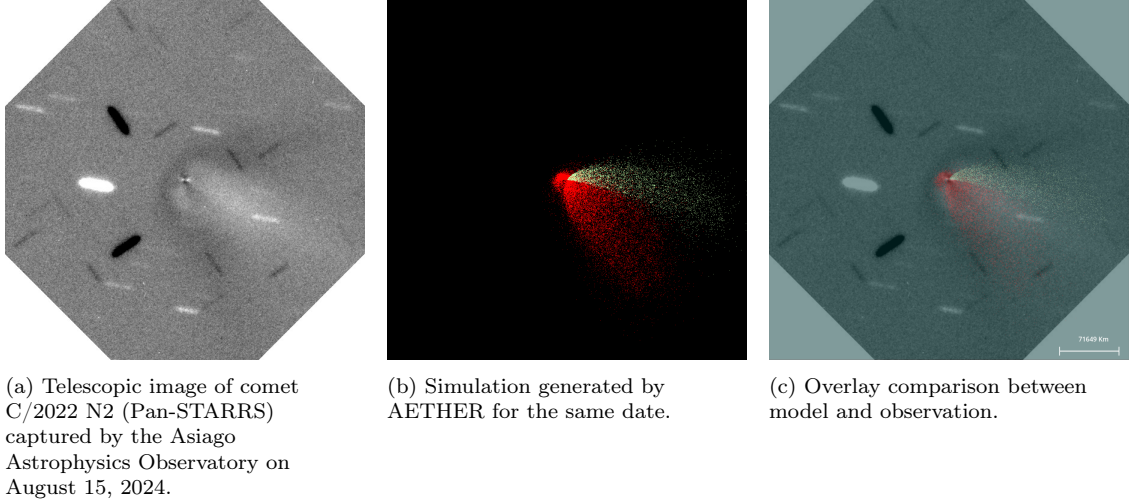 71649 Km
(a) Telescopic image of comet
C/2022 N2 (Pan-STARRS)
captured by the Asiago
Astrophysics Observatory on
August 15, 2024.
(b) Simulation generated by
AETHER for the same date.
(c) Overlay comparison between
model and observation.